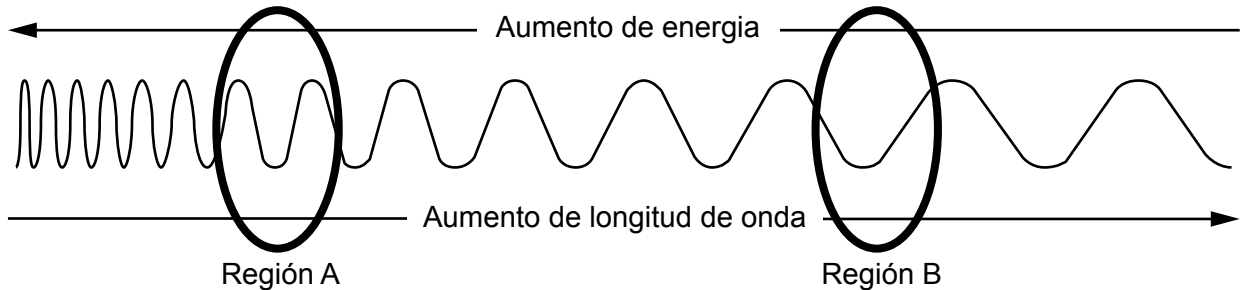 Aumento de energia
Aumento de longitud de onda
Región A
Región B